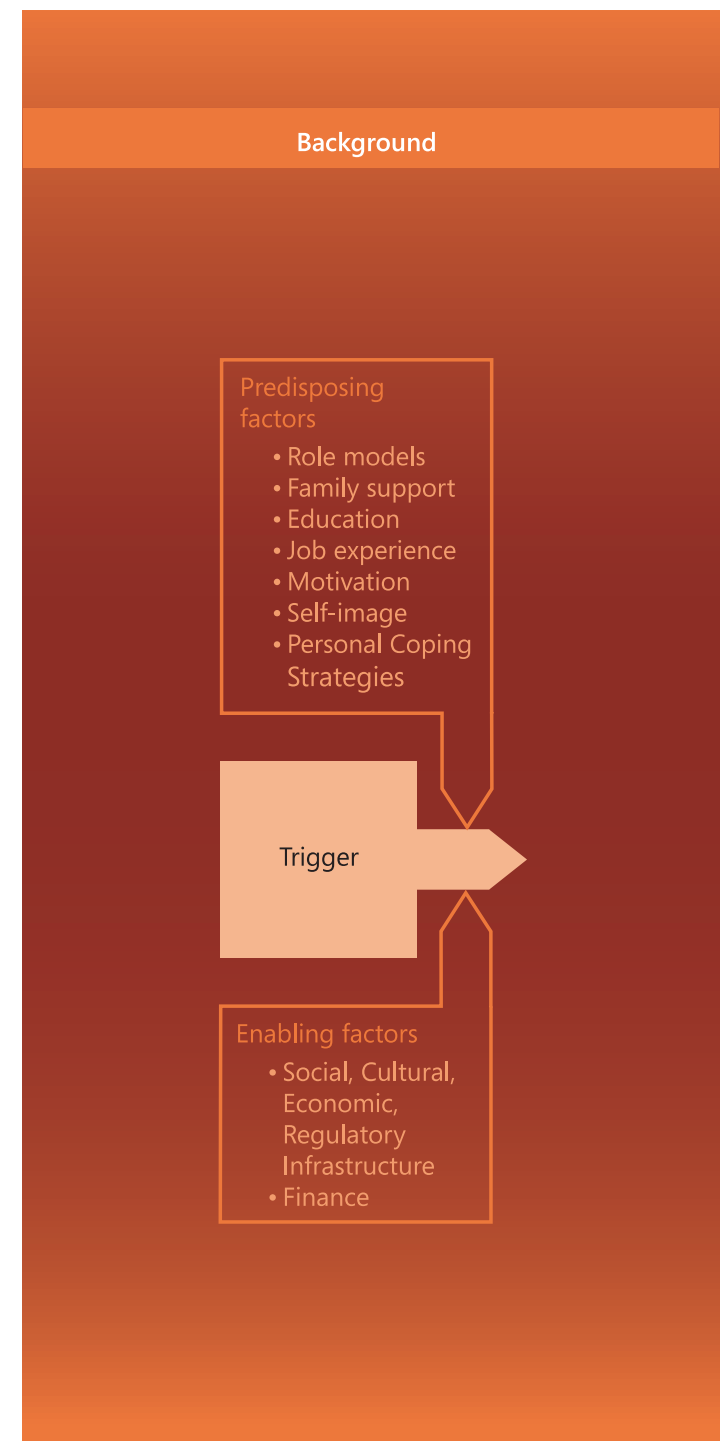 Background
Predisposing
factors
• Role models
• Family support
• Education
• Job experience
• Motivation
• Self-image
• Personal Coping
Strategies
Trigger
Enabling factors
• Social, Cultural,
Economic,
Regulatory
Infrastructure
• Finance